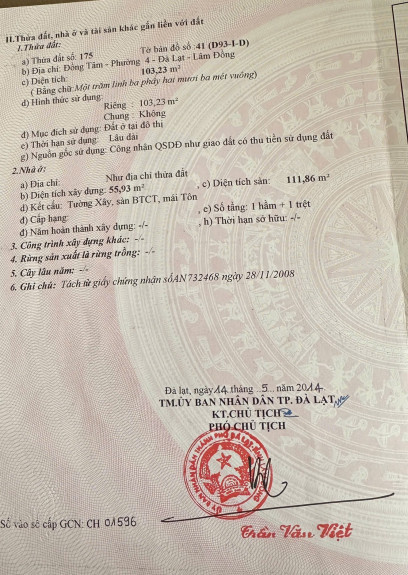 II.Thửa đất, nhà ở và tài sản khác gắn liền với đất
1.Thửa đất:
a) Thửa đất số: 175 Tờ bản đồ số :41 (D93-I-D)
b) Địa chỉ: Đồng Tâm - Phường 4 - Đà Lạt - Lâm Đồng
c) Diện tích: 103,23 m²
( Bằng chữ: Một trăm linh ba phẩy hai mươi ba mét vuông)
d) Hình thức sử dụng:
Riêng : 103,23 m²
Chung : Không
đ) Mục đích sử dụng: Đất ở tại đô thị
e) Thời hạn sử dụng: Lâu dài
g) Nguồn gốc sử dụng: Công nhận QSDĐ như giao đất có thu tiền sử dụng đất
2.Nhà ở:
a) Địa chỉ: Như địa chỉ thửa đất
b) Diện tích xây dựng: 55,93 m² , c) Diện tích sàn: 111,86 m²
d) Kết cấu: Tường Xây, sàn BTCT, mái Tôn
đ) Cấp hạng: , e) Số tầng: 1 hầm + 1 trệt
đ) Năm hoàn thành xây dựng: -/- , h) Thời hạn sở hữu: -/-
3. Công trình xây dựng khác: -/-
4. Rừng sản xuất là rừng trồng: -/-
5. Cây lâu năm: -/-
6. Ghi chú: Tách từ giấy chứng nhận số AN732468 ngày 28/11/2008
Đà lạt, ngày 14 tháng 5 năm 2014
TM.ỦY BAN NHÂN DÂN TP. ĐÀ LẠT
KT.CHỦ TỊCH
PHÓ CHỦ TỊCH
Số vào sổ cấp GCN: CH 01596
Trần Văn Việt